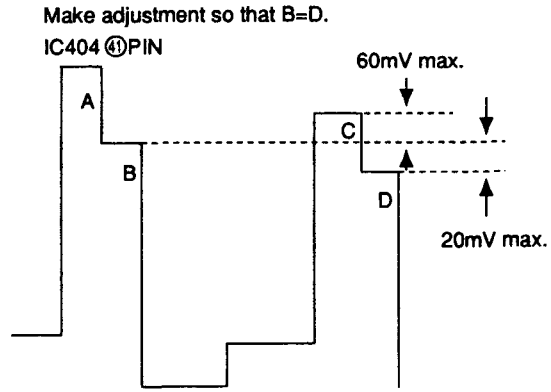 Make adjustment so that B=D.
IC404 ㊶PIN
60mV max.
A
C
B
D
20mV max.